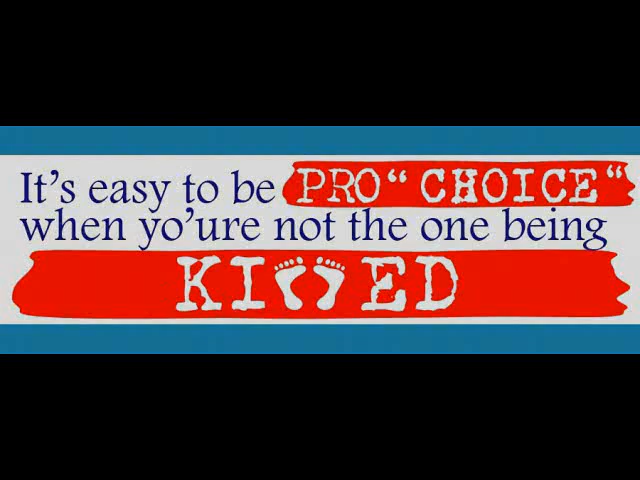 It's easy to be PRO“ CHOICE“
when yo'ure not the one being
KILLED